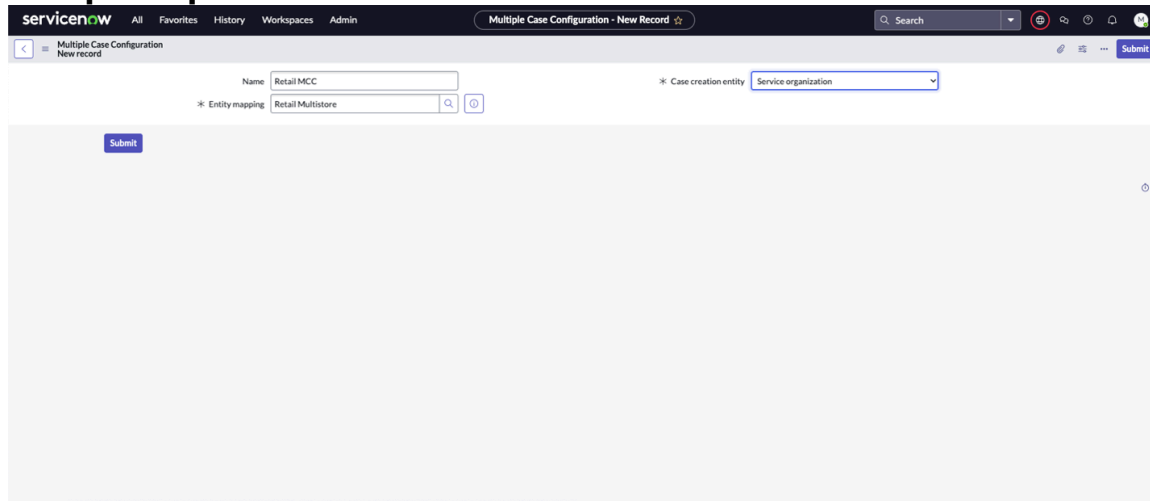 servicenow All Favorites History Workspaces Admin Multiple Case Configuration - New Record Search M
Multiple Case Configuration
New record
Submit
Name Retail MCC
Case creation entity Service organization
Entity mapping Retail Multistore
Submit